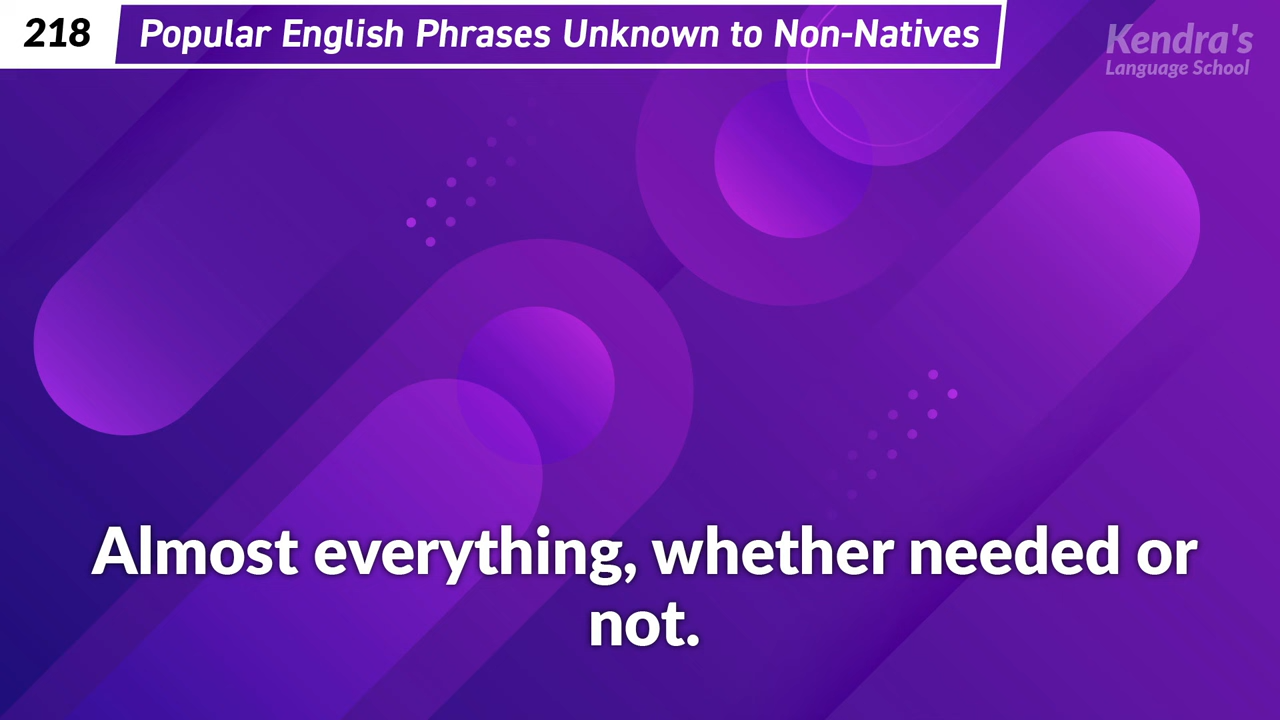 218 Popular English Phrases Unknown to Non-Natives
Kendra's
Language School
Almost everything, whether needed or
not.